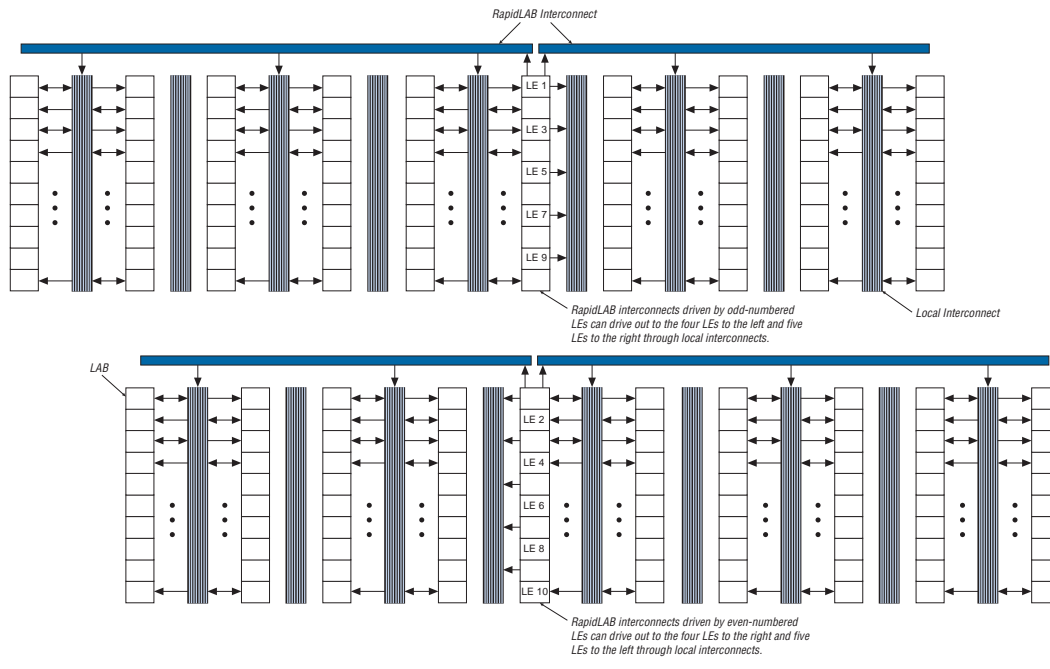 RapidLAB Interconnect
LE 1
LE 3
LE 5
LE 7
LE 9
RapidLAB interconnects driven by odd-numbered
LEs can drive out to the four LEs to the left and five
LEs to the right through local interconnects.
Local Interconnect
LAB
LE 2
LE 4
LE 6
LE 8
LE 10
RapidLAB interconnects driven by even-numbered
LEs can drive out to the four LEs to the right and five
LEs to the left through local interconnects.